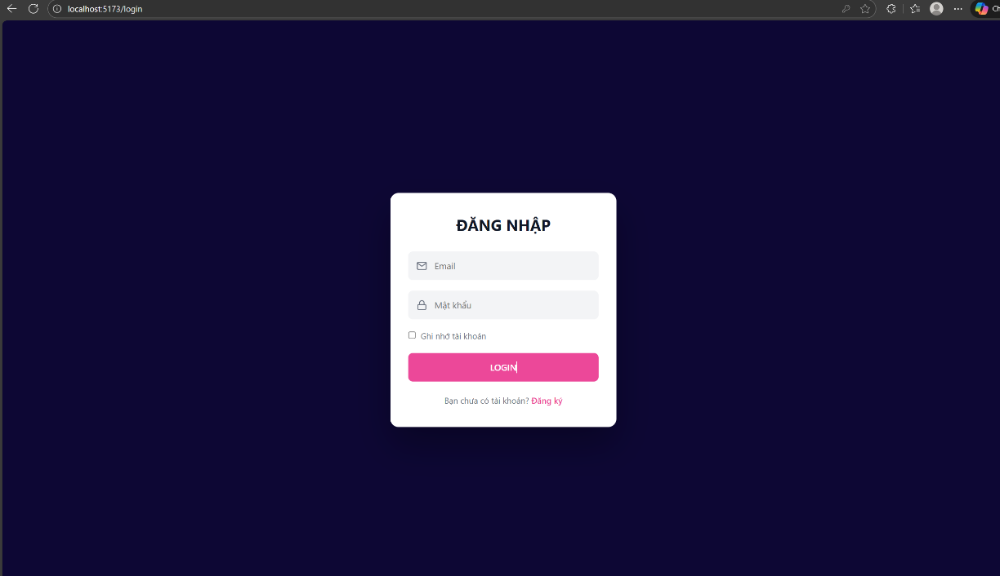 localhost:5173/login
ĐĂNG NHẬP
Email
Mật khẩu
Ghi nhớ tài khoản
LOGIN
Bạn chưa có tài khoản? Đăng ký